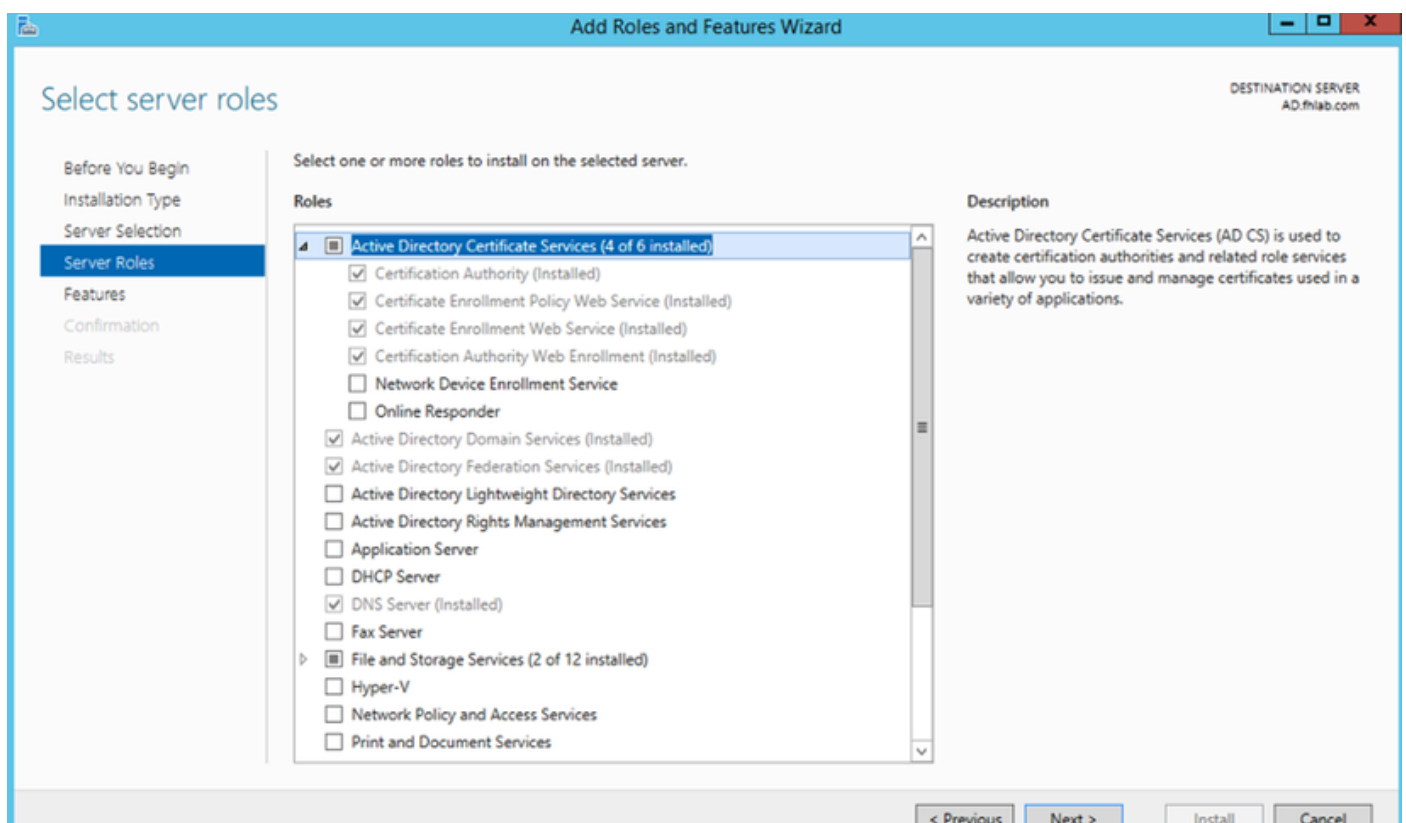 Add Roles and Features Wizard
Select server roles
DESTINATION SERVER
AD.fhlab.com
Before You Begin
Installation Type
Server Selection
Server Roles
Features
Confirmation
Results
Select one or more roles to install on the selected server.
Roles
Active Directory Certificate Services (4 of 6 installed)
Certification Authority (Installed)
Certificate Enrollment Policy Web Service (Installed)
Certificate Enrollment Web Service (Installed)
Certification Authority Web Enrollment (Installed)
Network Device Enrollment Service
Online Responder
Active Directory Domain Services (Installed)
Active Directory Federation Services (Installed)
Active Directory Lightweight Directory Services
Active Directory Rights Management Services
Application Server
DHCP Server
DNS Server (Installed)
Fax Server
File and Storage Services (2 of 12 installed)
Hyper-V
Network Policy and Access Services
Print and Document Services
Description
Active Directory Certificate Services (AD CS) is used to
create certification authorities and related role services
that allow you to issue and manage certificates used in a
variety of applications.
< Previous
Next >
Install
Cancel